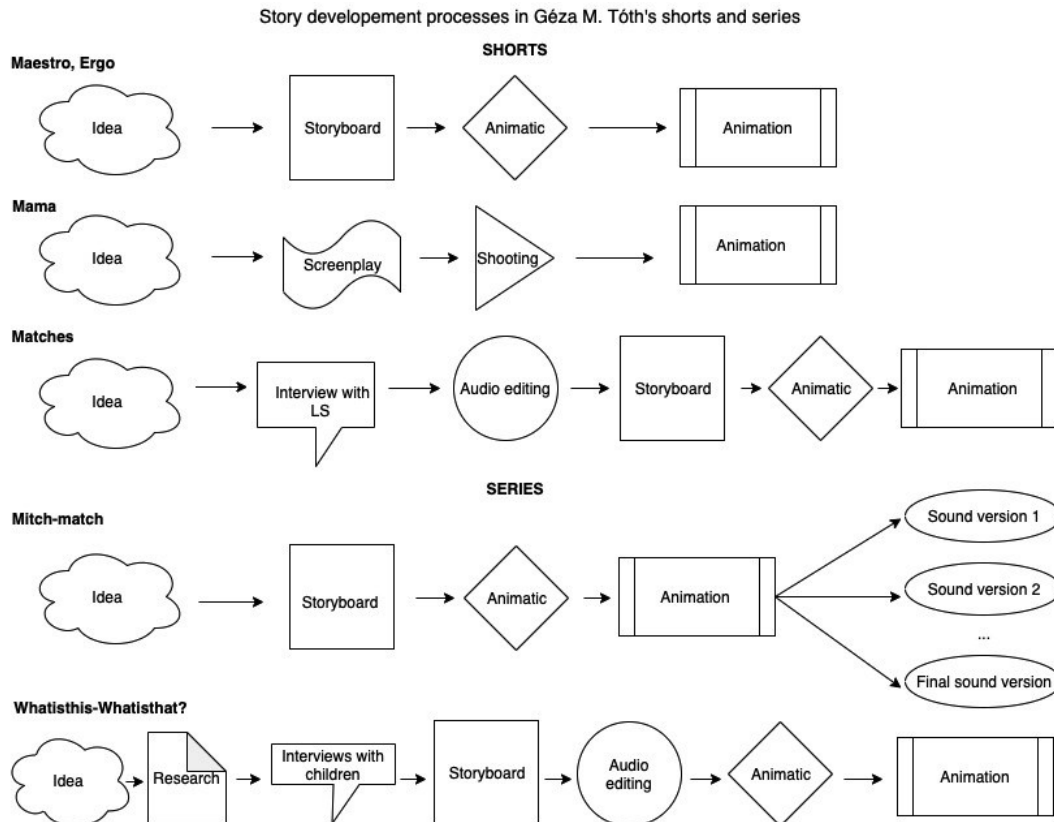 Story developement processes in Géza M. Tóth's shorts and series
SHORTS
Maestro, Ergo
Idea
Storyboard
Animatic
Animation
Mama
Idea
Screenplay
Shooting
Animation
Matches
Idea
Interview with
LS
Audio editing
Storyboard
Animatic
Animation
SERIES
Mitch-match
Idea
Storyboard
Animatic
Animation
Sound version 1
Sound version 2
...
Final sound version
Whatisthis-Whatisthat?
Idea
Research
Interviews with
children
Storyboard
Audio
editing
Animatic
Animation